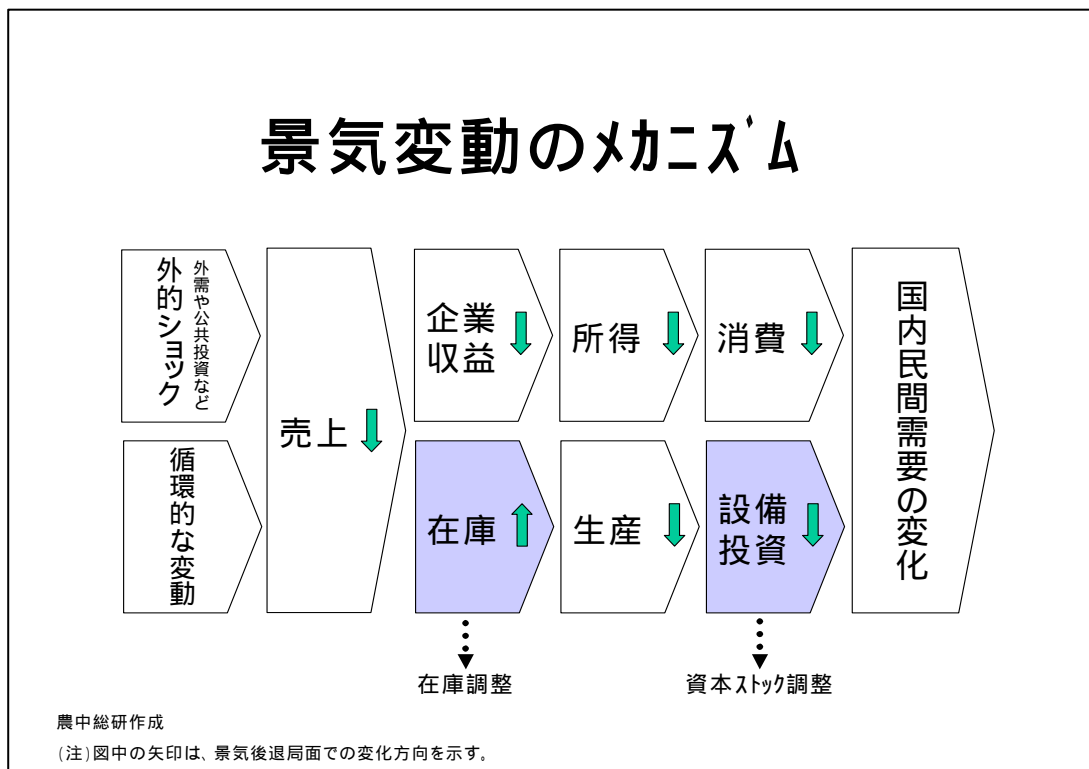 景気変動のﾒｶﾆｽﾞﾑ
外的ショック
外需や公共投資など
循環的な変動
売上
企業
収益
所得
消費
在庫
生産
設備
投資
国内民間需要の変化
在庫調整
資本ｽﾄｯｸ調整
農中総研作成
(注)図中の矢印は、景気後退局面での変化方向を示す。